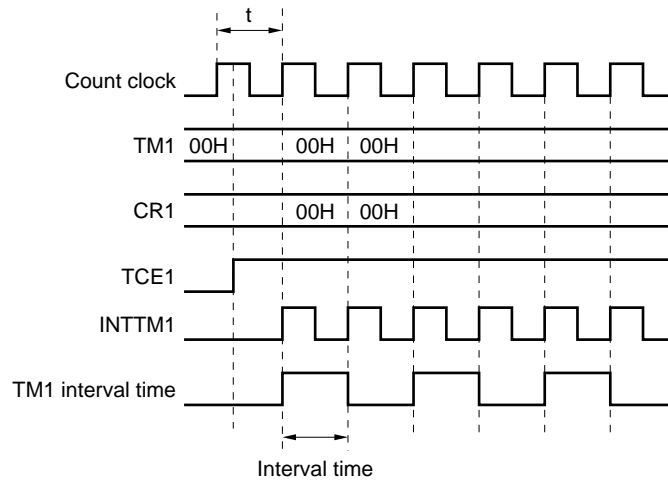 t
Count clock
TM1 00H 00H 00H
CR1 00H 00H
TCE1
INTTM1
TM1 interval time
Interval time